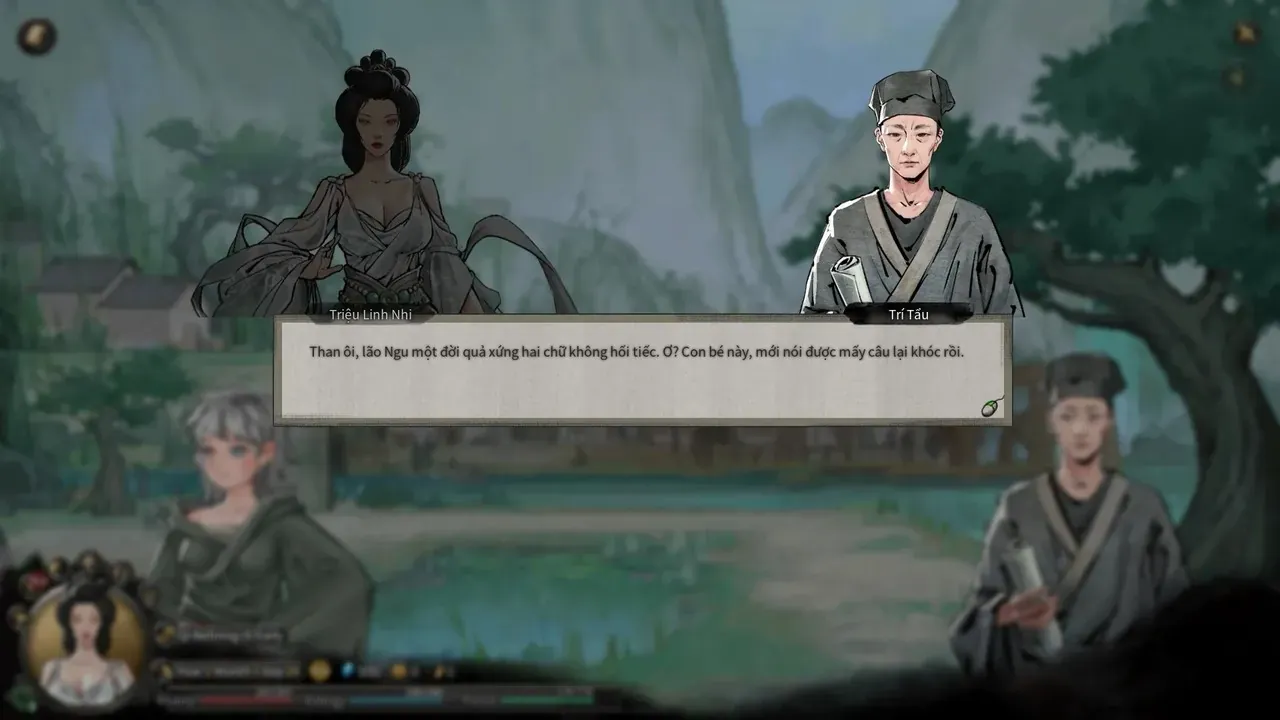 Triệu Linh Nhi
Trí Tẩu
Than ôi, lão Ngu một đời quả xứng hai chữ không hối tiếc. Ơ? Con bé này, mới nói được mấy câu lại khóc rồi.